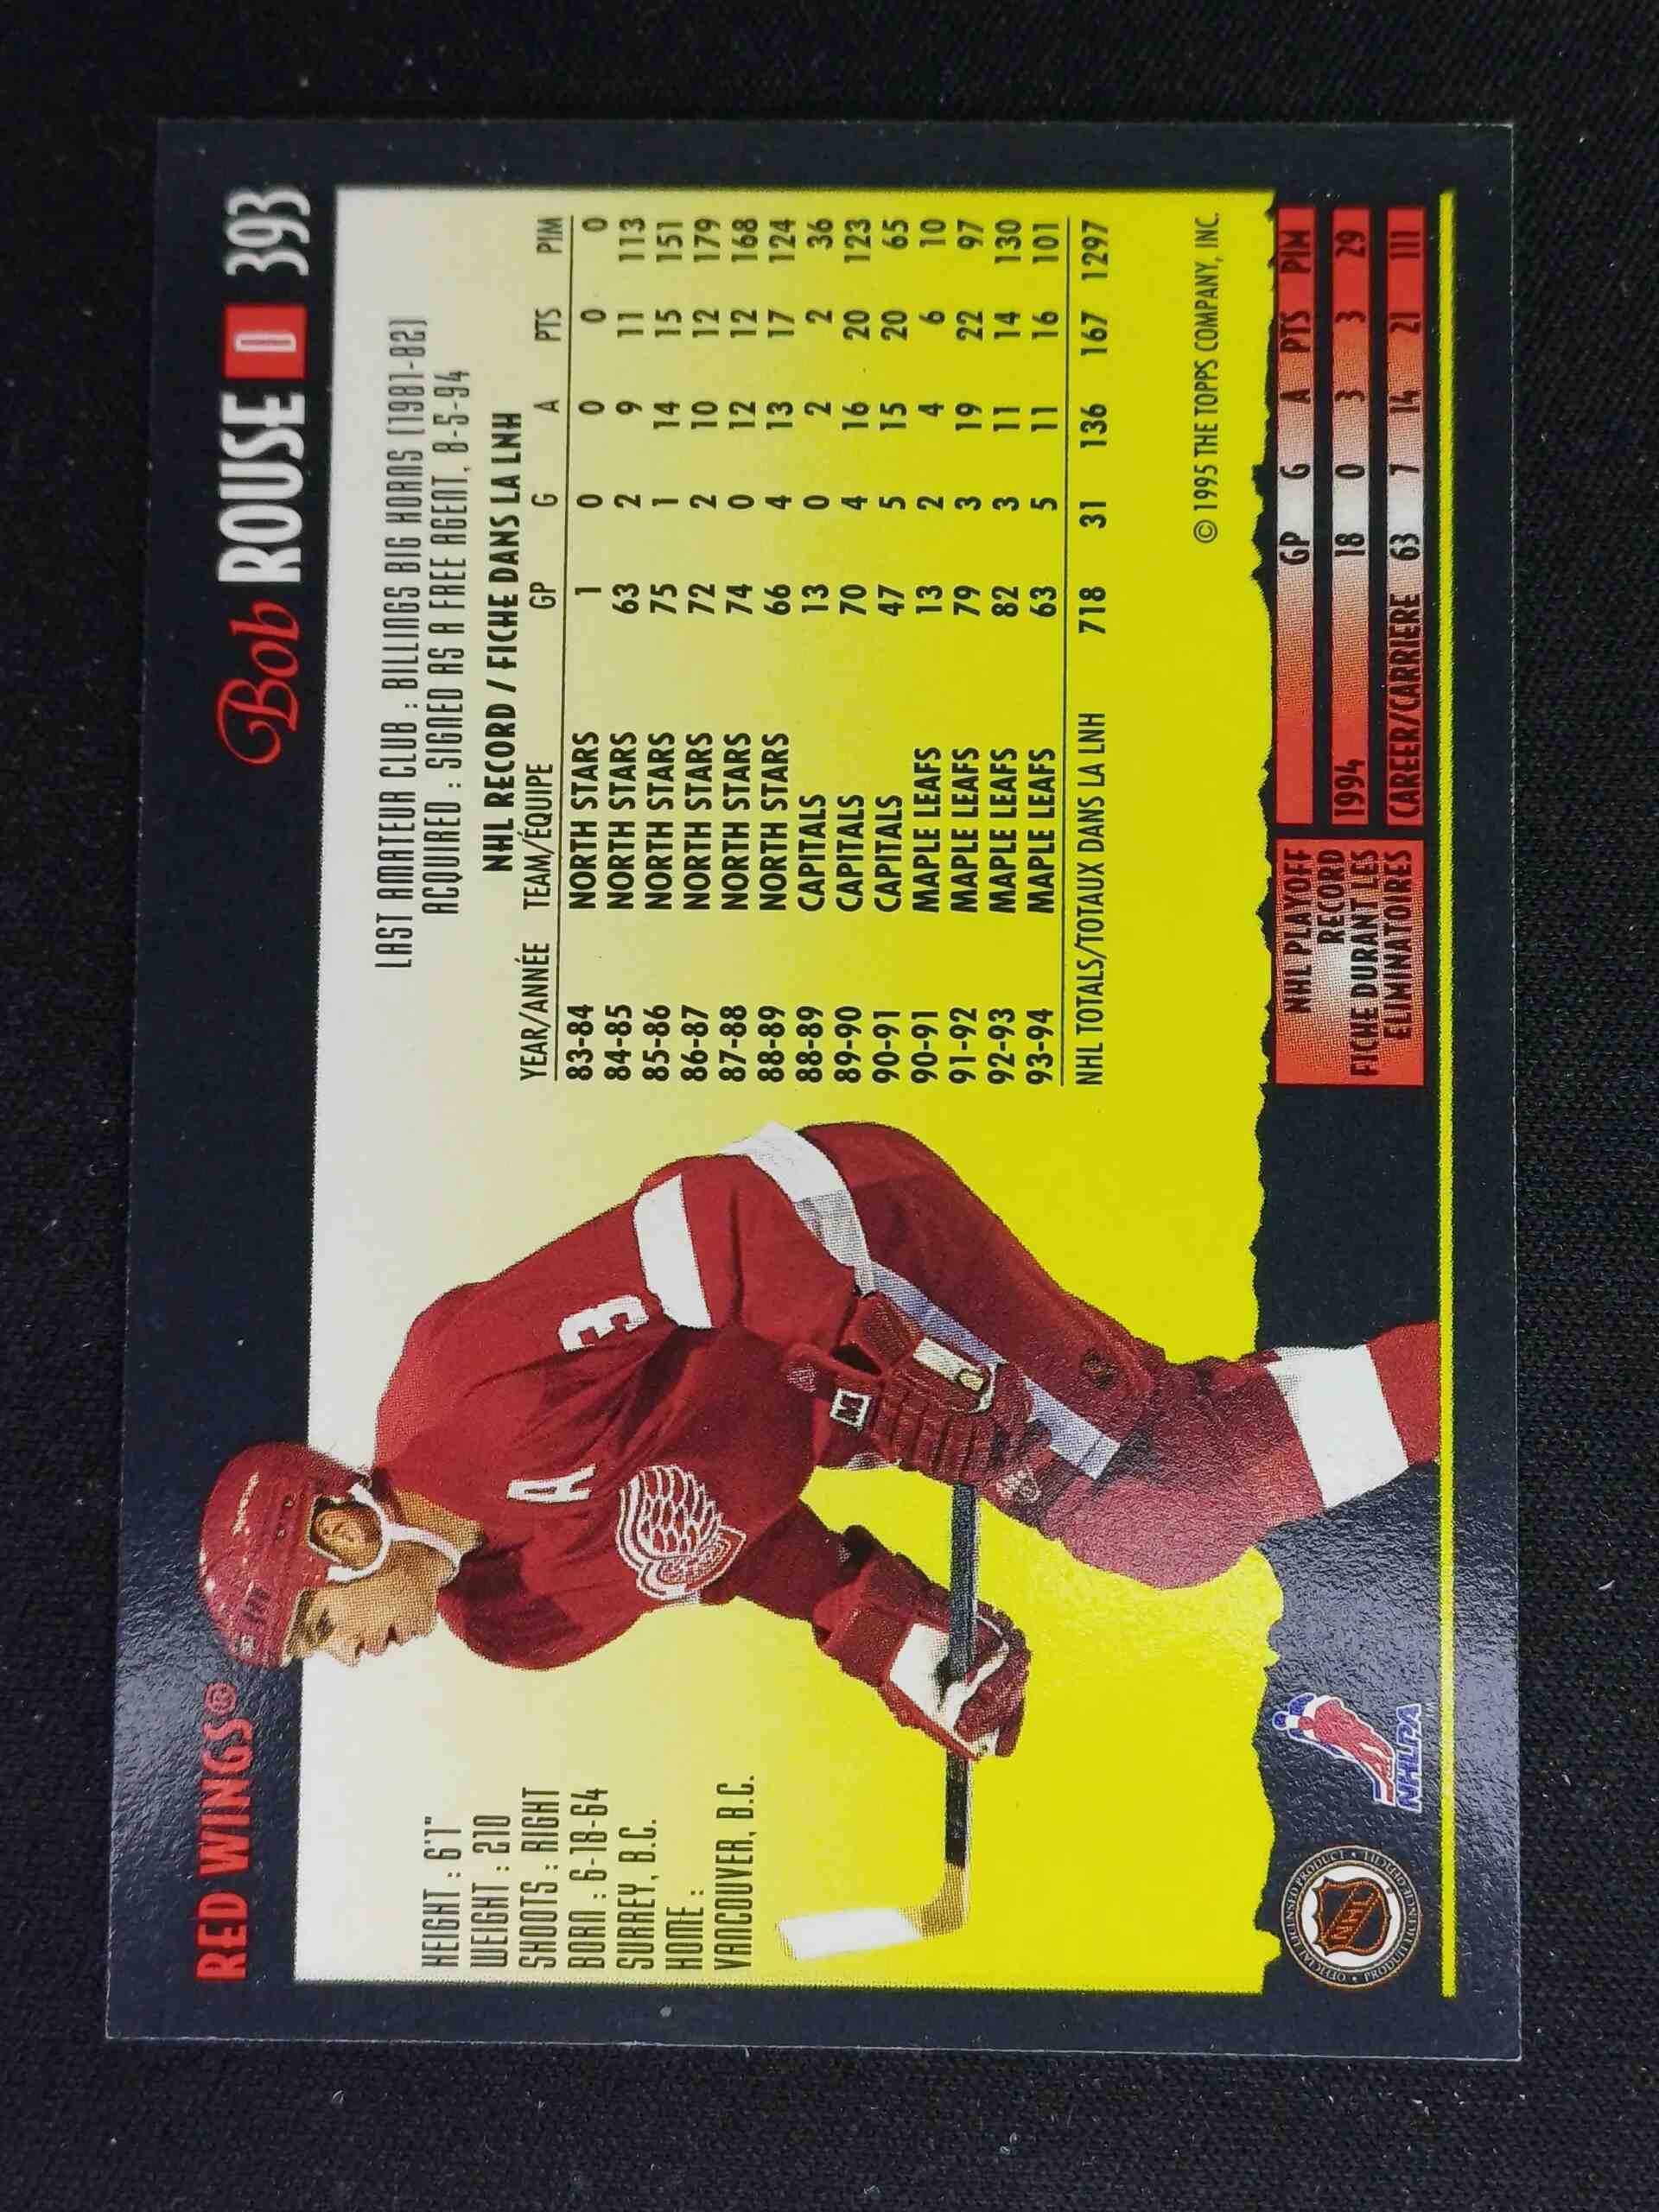 RED WINGS®
Bob ROUSE D 393
HEIGHT : 6'1"
WEIGHT : 210
SHOOTS : RIGHT
BORN : 6-18-64
SURREY, B.C.
HOME :
VANCOUVER, B.C.
LAST AMATEUR CLUB : BILLINGS BIG HORNS (1981-82)
ACQUIRED : SIGNED AS A FREE AGENT, 8-5-94
NHL RECORD / FICHE DANS LA LNH
YEAR/ANNÉE TEAM/ÉQUIPE GP G A PTS PIM
83-84 NORTH STARS 1 0 0 0 0
84-85 NORTH STARS 63 2 9 11 113
85-86 NORTH STARS 75 1 14 15 151
86-87 NORTH STARS 72 2 10 12 179
87-88 NORTH STARS 74 0 12 12 168
88-89 NORTH STARS 66 4 13 17 124
88-89 CAPITALS 13 0 2 2 36
89-90 CAPITALS 70 4 16 20 123
90-91 CAPITALS 47 5 15 20 65
90-91 MAPLE LEAFS 13 2 4 6 10
91-92 MAPLE LEAFS 79 3 19 22 97
92-93 MAPLE LEAFS 82 3 11 14 130
93-94 MAPLE LEAFS 63 5 11 16 101
NHL TOTALS/TOTAUX DANS LA LNH 718 31 136 167 1297
© 1995 THE TOPPS COMPANY, INC.
A
3
NHL PLAYOFF
RECORD
FICHE DURANT LES
ELIMINATOIRES
GP G A PTS PIM
1994 18 0 3 3 29
CAREER/CARRIERE 63 7 14 21 111
OFFICIAL LICENSED PRODUCT •
NHL
NHLPA